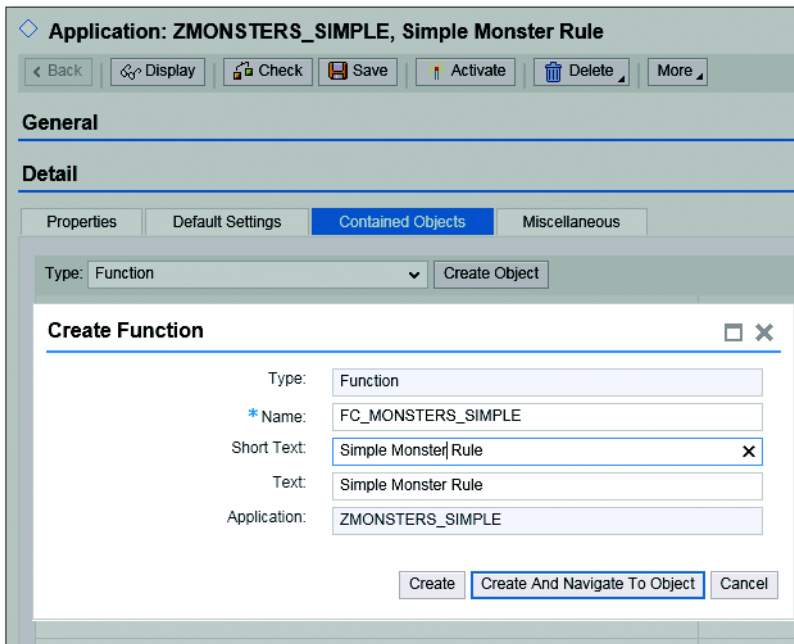 Application: ZMONSTERS_SIMPLE, Simple Monster Rule
< Back Display Check Save Activate Delete More
General
Detail
Properties Default Settings Contained Objects Miscellaneous
Type: Function Create Object
Create Function
Type: Function
*Name: FC_MONSTERS_SIMPLE
Short Text: Simple Monster Rule
Text: Simple Monster Rule
Application: ZMONSTERS_SIMPLE
Create Create And Navigate To Object Cancel